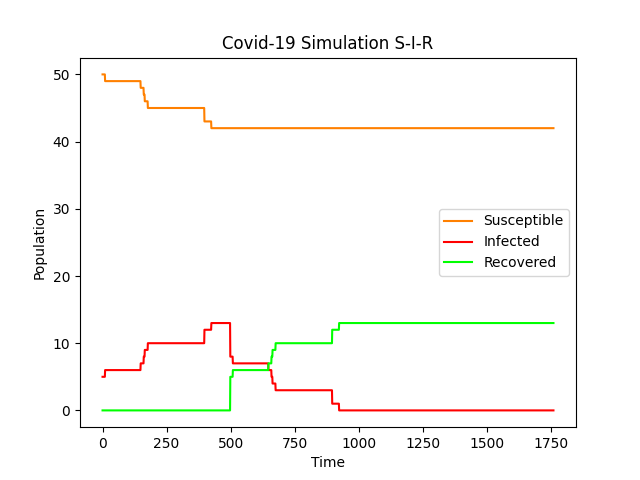 Covid-19 Simulation S-I-R
50
40
30
20
10
0
Population
Susceptible
Infected
Recovered
0 250 500 750 1000 1250 1500 1750
Time